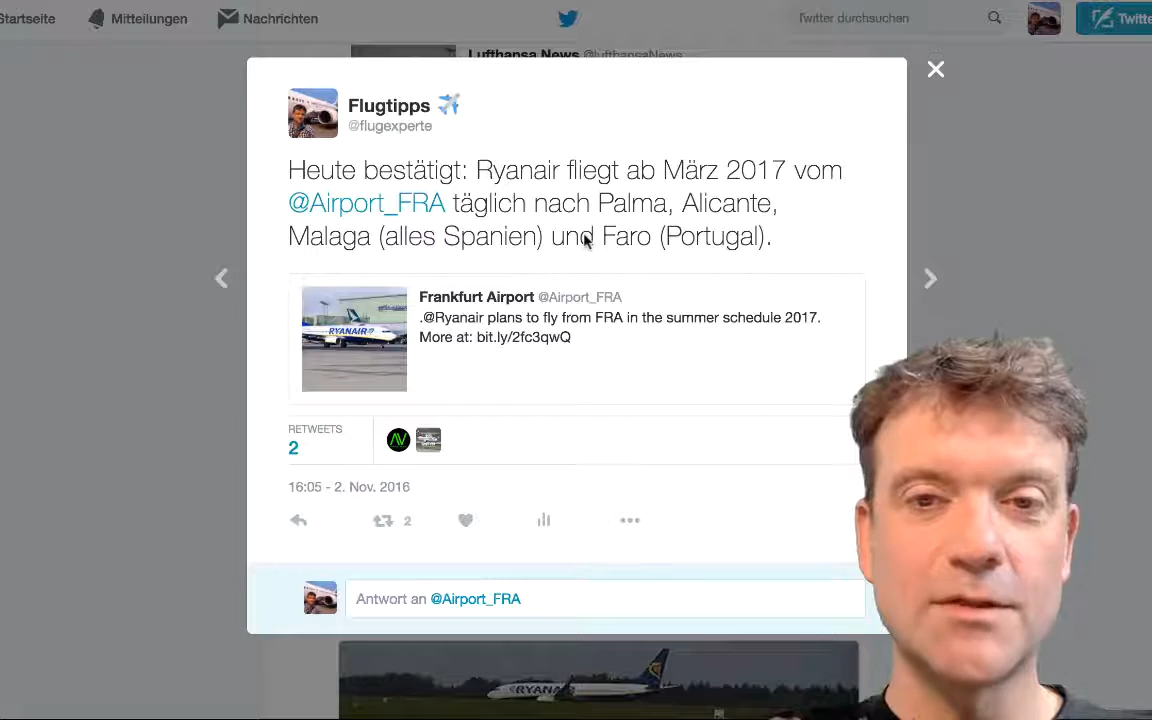 Startseite
Mitteilungen
Nachrichten
Twitter durchsuchen
Twitte
Lufthansa News @lufthansaNews
Flugtipps
@flugexperte
Heute bestätigt: Ryanair fliegt ab März 2017 vom
@Airport_FRA täglich nach Palma, Alicante,
Malaga (alles Spanien) und Faro (Portugal).
RYANAIR
Frankfurt Airport @Airport_FRA
.@Ryanair plans to fly from FRA in the summer schedule 2017.
More at: bit.ly/2fc3qwQ
RETWEETS
2
16:05 - 2. Nov. 2016
2
Antwort an @Airport_FRA
RYANAIR